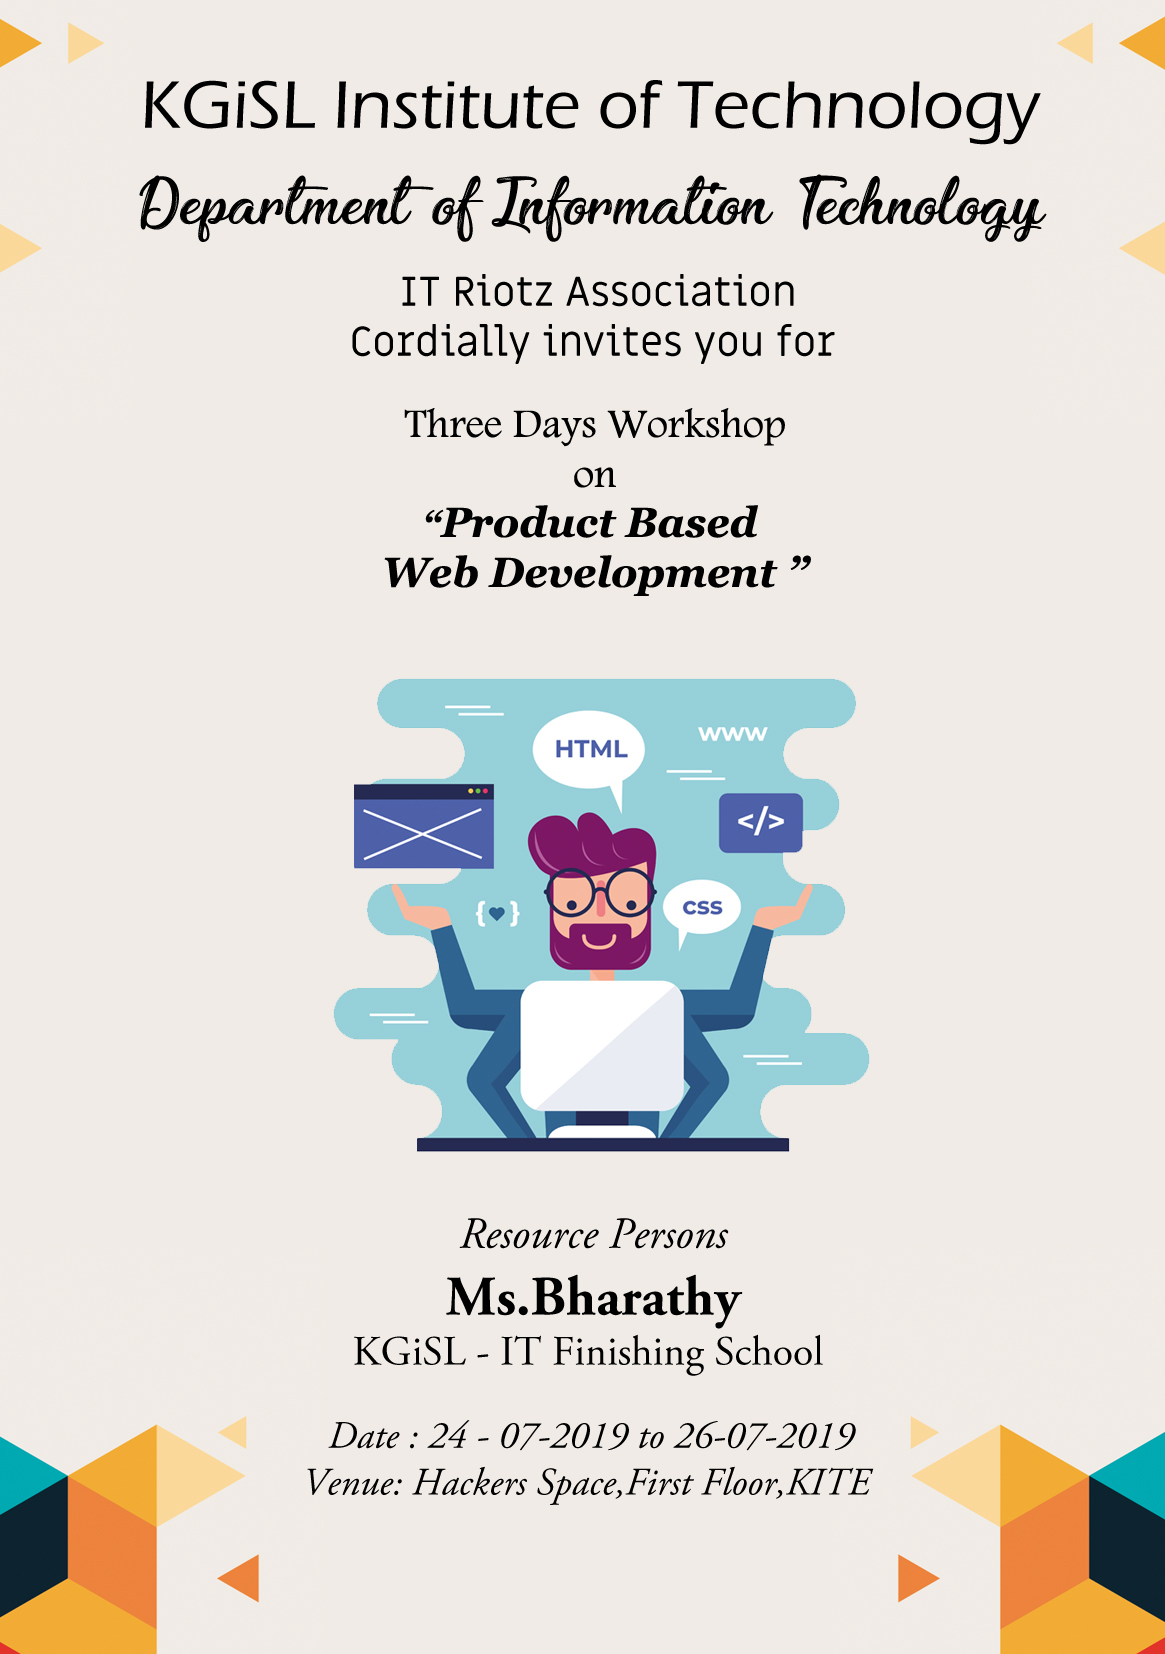 KGiSL Institute of Technology
Department of Information Technology
IT Riotz Association
Cordially invites you for
Three Days Workshop
on
“Product Based
Web Development ”
HTML
www
</>
{♥}
CSS
Resource Persons
Ms.Bharathy
KGiSL - IT Finishing School
Date : 24 - 07-2019 to 26-07-2019
Venue: Hackers Space,First Floor,KITE